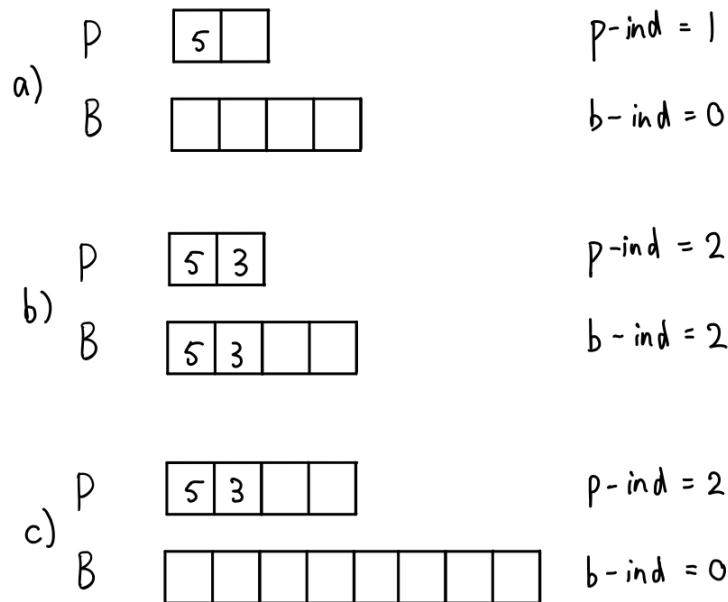 a)
P 5 p-ind = 1
B b-ind = 0
b)
P 5 3 p-ind = 2
B 5 3 b-ind = 2
c)
P 5 3 p-ind = 2
B b-ind = 0